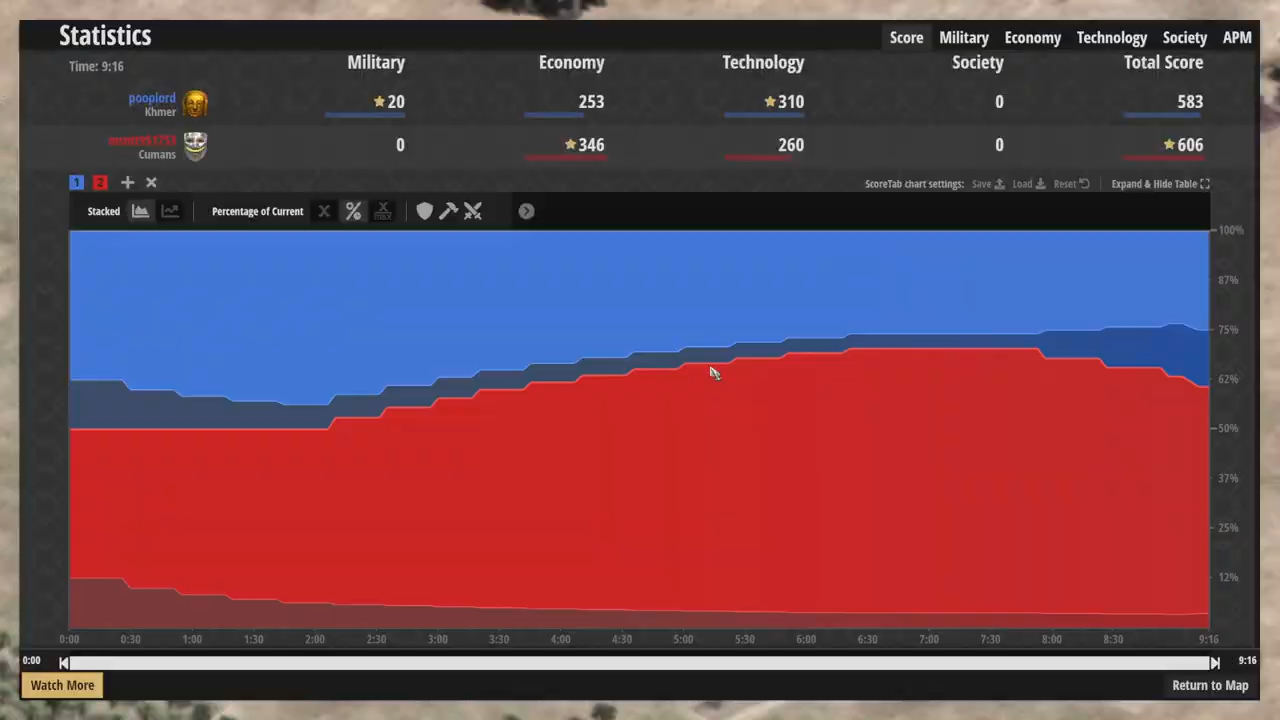 Statistics
Score Military Economy Technology Society APM
Time: 9:16
Military Economy Technology Society Total Score
pooplord
Khmer
20 253 310 0 583
Cumans
0 346 260 0 606
1 2
ScoreTab chart settings: Save Load Reset Expand & Hide Table
Stacked Percentage of Current X % X MAX
100%
87%
75%
62%
50%
37%
25%
12%
0:00 0:30 1:00 1:30 2:00 2:30 3:00 3:30 4:00 4:30 5:00 5:30 6:00 6:30 7:00 7:30 8:00 8:30 9:16
0:00 9:16
Watch More Return to Map